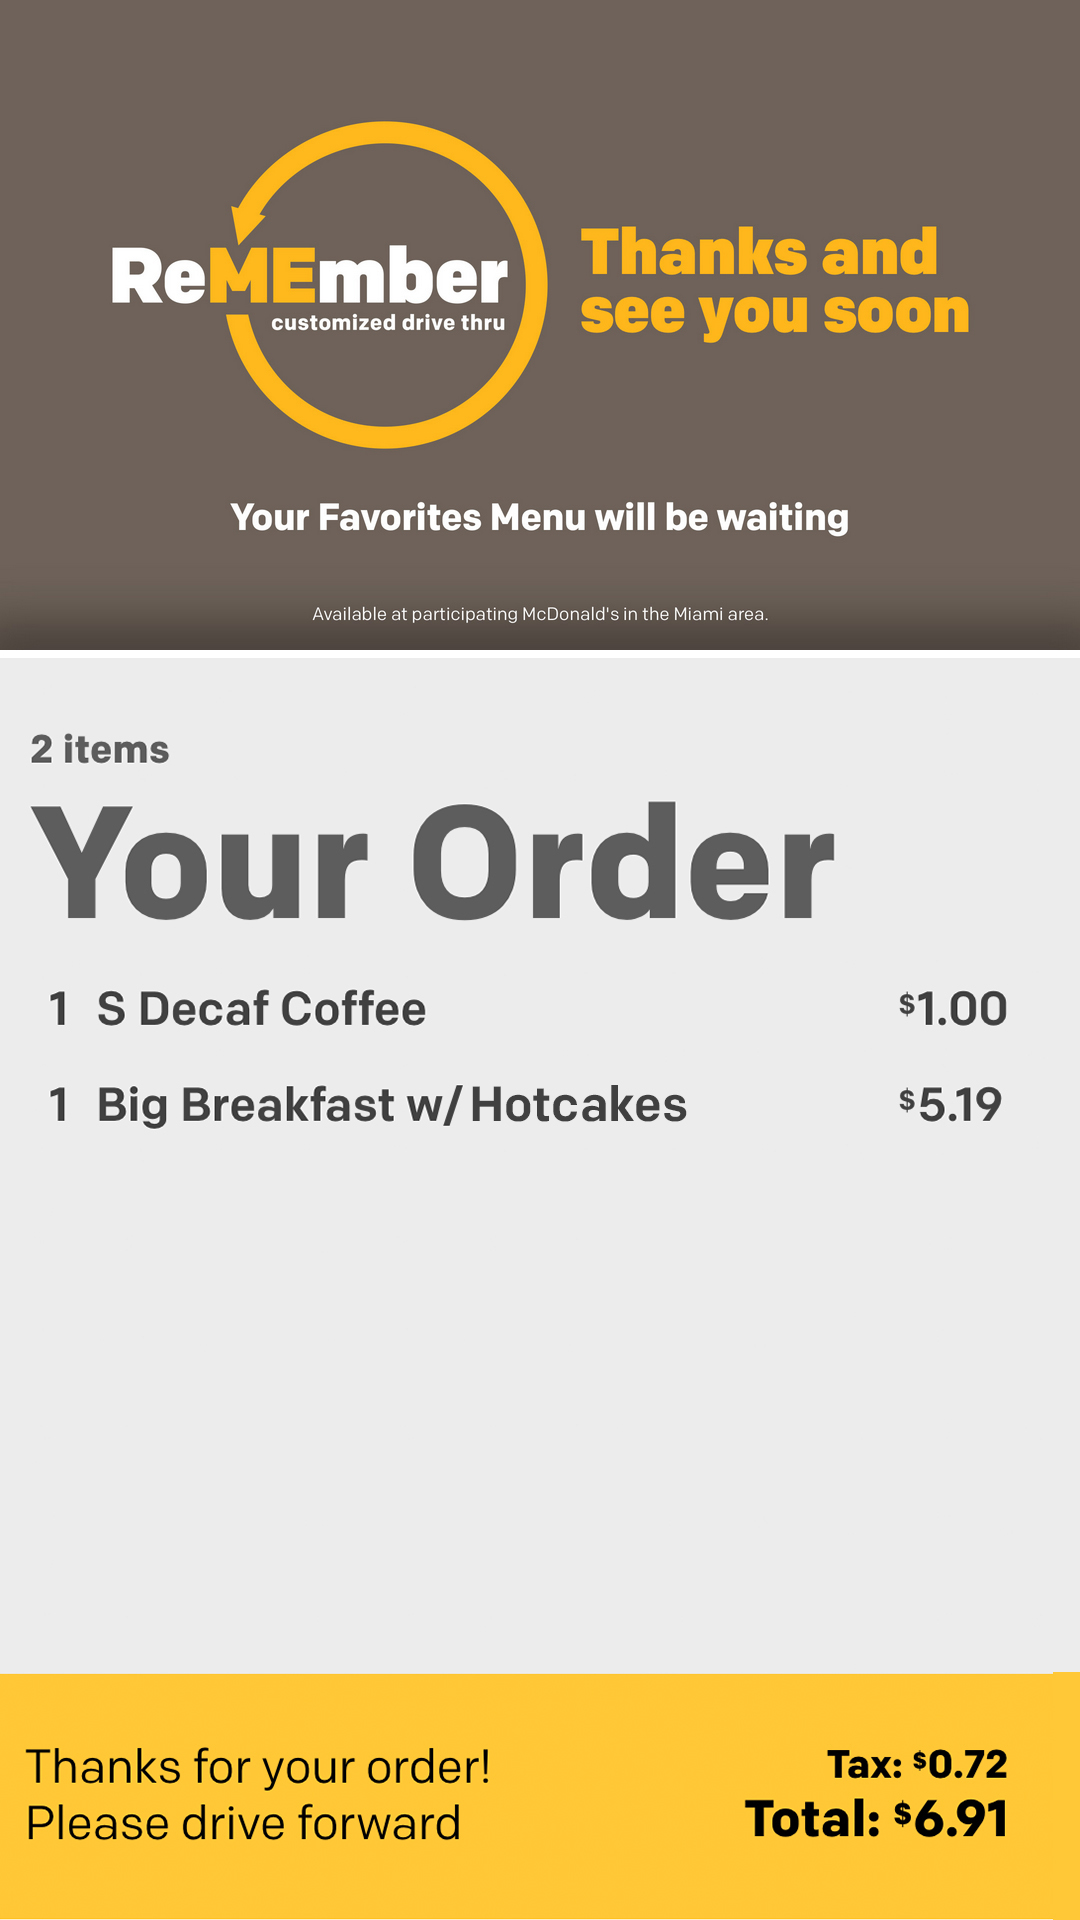 ReMEmber
customized drive thru
Thanks and
see you soon
Your Favorites Menu will be waiting
Available at participating McDonald's in the Miami area.
2 items
Your Order
1 S Decaf Coffee $1.00
1 Big Breakfast w/ Hotcakes $5.19
Thanks for your order!
Please drive forward
Tax: $0.72
Total: $6.91